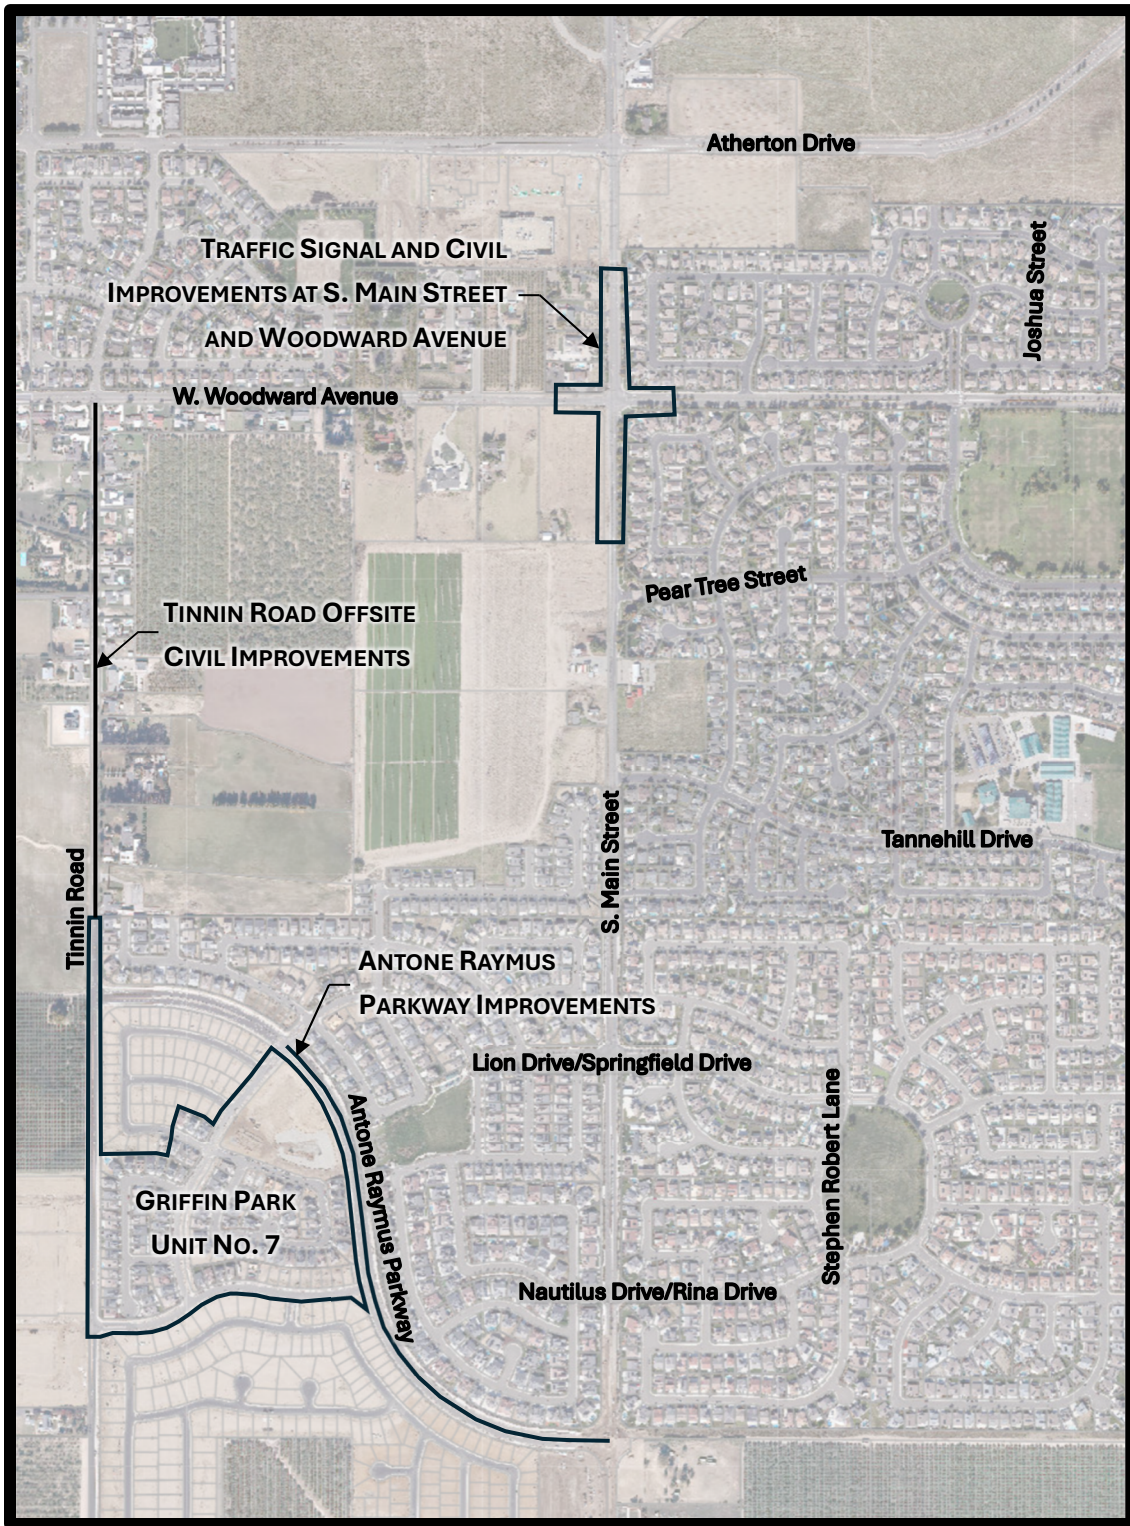 Atherton Drive
Joshua Street
TRAFFIC SIGNAL AND CIVIL
IMPROVEMENTS AT S. MAIN STREET
AND WOODWARD AVENUE
W. Woodward Avenue
Pear Tree Street
TINNIN ROAD OFFSITE
CIVIL IMPROVEMENTS
Tannehill Drive
S. Main Street
Tinnin Road
ANTONE RAYMUS
PARKWAY IMPROVEMENTS
Lion Drive/Springfield Drive
Stephen Robert Lane
Antone Raymus Parkway
GRIFFIN PARK
UNIT NO. 7
Nautilus Drive/Rina Drive